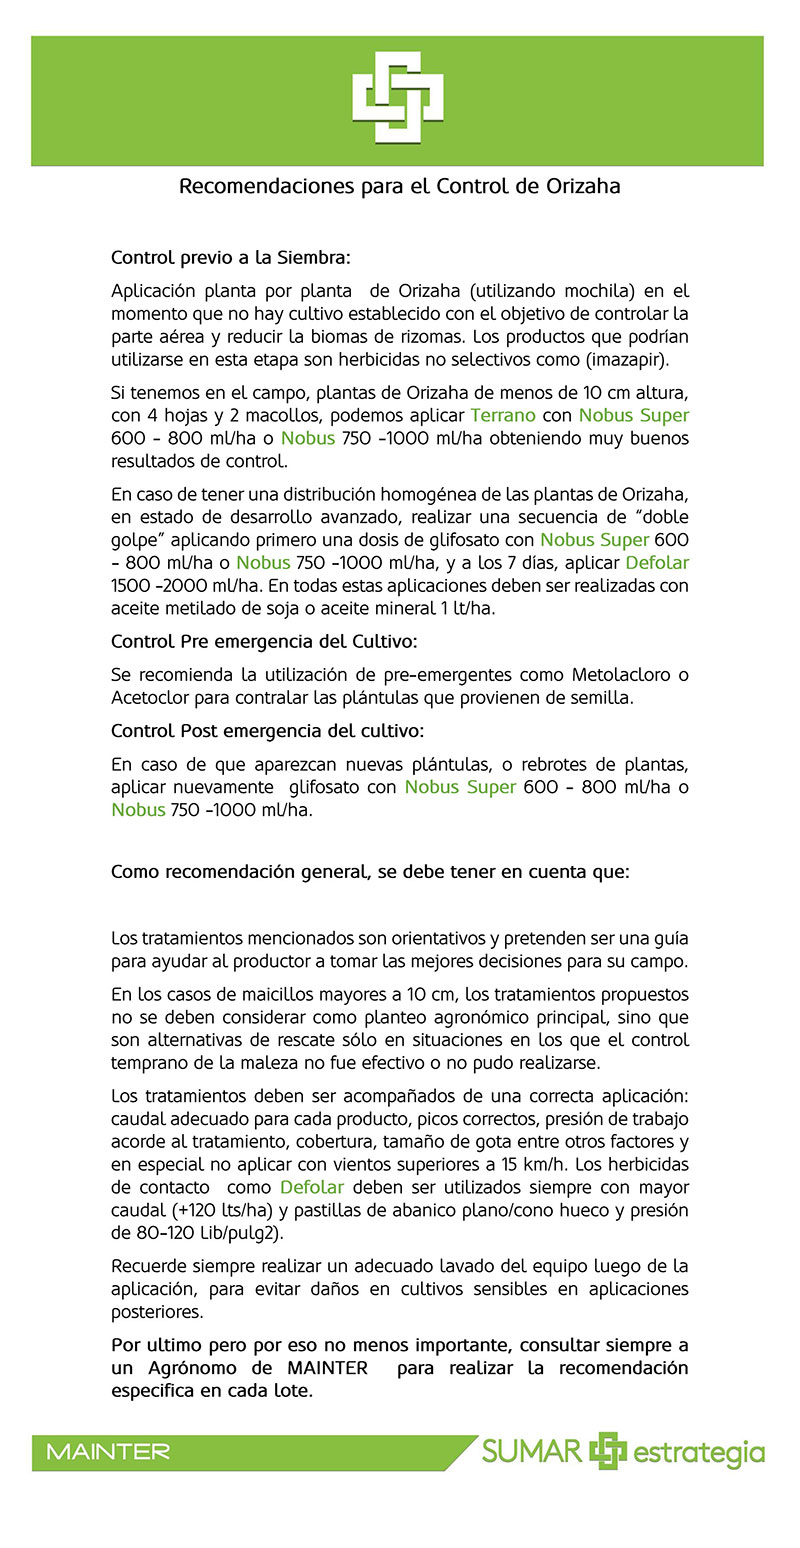 Recomendaciones para el Control de Orizaha
Control previo a la Siembra:
Aplicación planta por planta de Orizaha (utilizando mochila) en el
momento que no hay cultivo establecido con el objetivo de controlar la
parte aérea y reducir la biomas de rizomas. Los productos que podrían
utilizarse en esta etapa son herbicidas no selectivos como (imazapir).
Si tenemos en el campo, plantas de Orizaha de menos de 10 cm altura,
con 4 hojas y 2 macollos, podemos aplicar Terrano con Nobus Super
600 - 800 ml/ha o Nobus 750 -1000 ml/ha obteniendo muy buenos
resultados de control.
En caso de tener una distribución homogénea de las plantas de Orizaha,
en estado de desarrollo avanzado, realizar una secuencia de “doble
golpe” aplicando primero una dosis de glifosato con Nobus Super 600
- 800 ml/ha o Nobus 750 -1000 ml/ha, y a los 7 días, aplicar Defolar
1500 -2000 ml/ha. En todas estas aplicaciones deben ser realizadas con
aceite metilado de soja o aceite mineral 1 lt/ha.
Control Pre emergencia del Cultivo:
Se recomienda la utilización de pre-emergentes como Metolacloro o
Acetoclor para contralar las plántulas que provienen de semilla.
Control Post emergencia del cultivo:
En caso de que aparezcan nuevas plántulas, o rebrotes de plantas,
aplicar nuevamente glifosato con Nobus Super 600 - 800 ml/ha o
Nobus 750 -1000 ml/ha.
Como recomendación general, se debe tener en cuenta que:
Los tratamientos mencionados son orientativos y pretenden ser una guía
para ayudar al productor a tomar las mejores decisiones para su campo.
En los casos de maicillos mayores a 10 cm, los tratamientos propuestos
no se deben considerar como planteo agronómico principal, sino que
son alternativas de rescate sólo en situaciones en los que el control
temprano de la maleza no fue efectivo o no pudo realizarse.
Los tratamientos deben ser acompañados de una correcta aplicación:
caudal adecuado para cada producto, picos correctos, presión de trabajo
acorde al tratamiento, cobertura, tamaño de gota entre otros factores y
en especial no aplicar con vientos superiores a 15 km/h. Los herbicidas
de contacto como Defolar deben ser utilizados siempre con mayor
caudal (+120 lts/ha) y pastillas de abanico plano/cono hueco y presión
de 80-120 Lib/pulg2).
Recuerde siempre realizar un adecuado lavado del equipo luego de la
aplicación, para evitar daños en cultivos sensibles en aplicaciones
posteriores.
Por ultimo pero por eso no menos importante, consultar siempre a
un Agrónomo de MAINTER para realizar la recomendación
especifica en cada lote.
MAINTER SUMAR estrategia